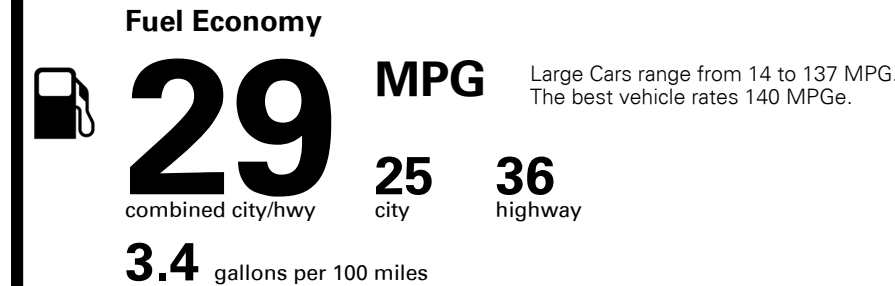 Fuel Economy
29
MPG
Large Cars range from 14 to 137 MPG.
The best vehicle rates 140 MPGe.
combined city/hwy
25
city
36
highway
3.4 gallons per 100 miles